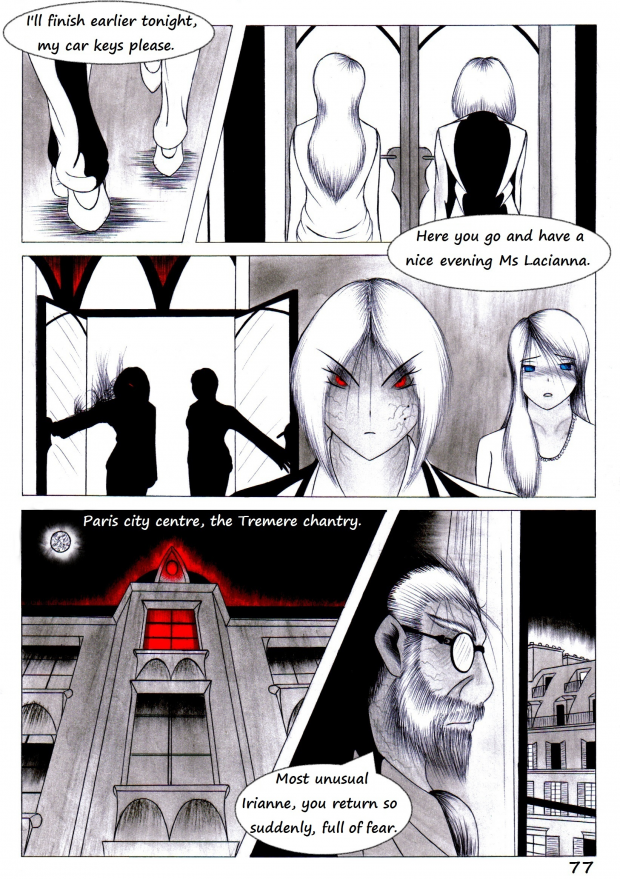 I'll finish earlier tonight,
my car keys please.
Here you go and have a
nice evening Ms Lacianna.
Paris city centre, the Tremere chantry.
Most unusual
Irianne, you return so
suddenly, full of fear.
77